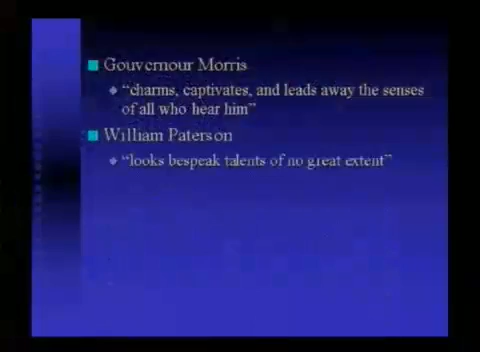 Gouvernour Morris
“charms, captivates, and leads away the senses
of all who hear him”
William Paterson
“looks bespeak talents of no great extent”